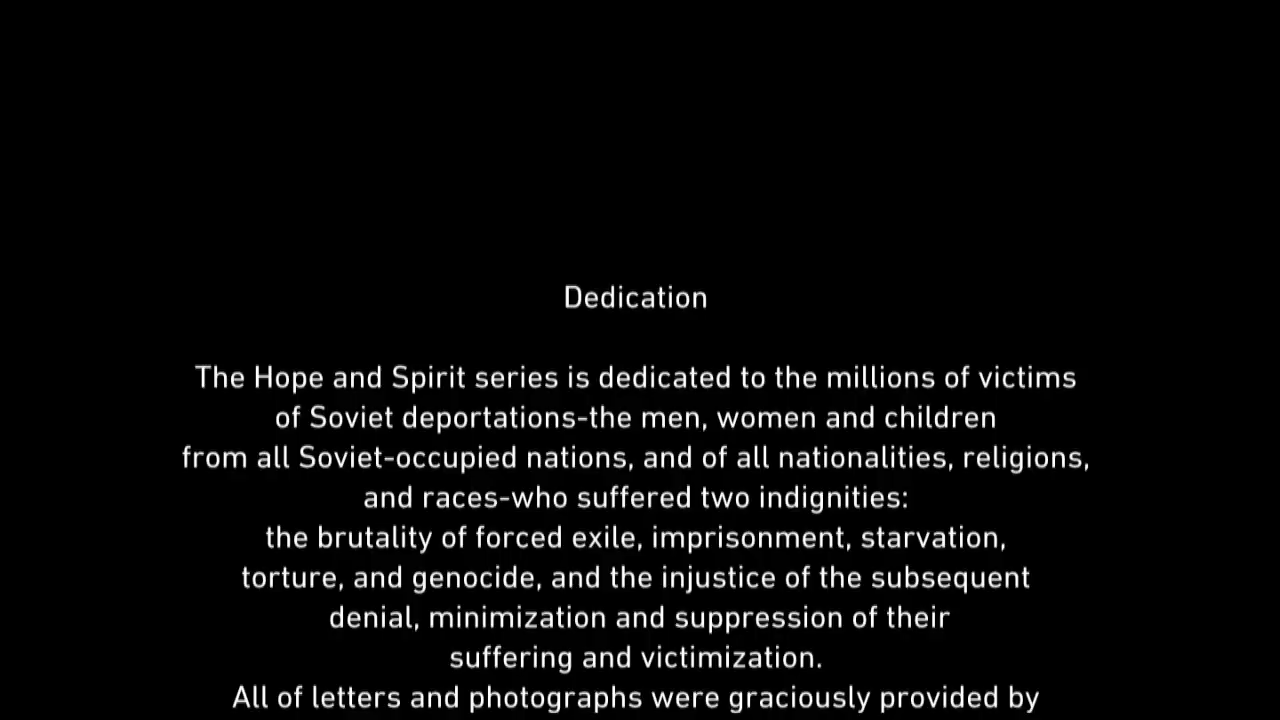 Dedication
The Hope and Spirit series is dedicated to the millions of victims
of Soviet deportations-the men, women and children
from all Soviet-occupied nations, and of all nationalities, religions,
and races-who suffered two indignities:
the brutality of forced exile, imprisonment, starvation,
torture, and genocide, and the injustice of the subsequent
denial, minimization and suppression of their
suffering and victimization.
All of letters and photographs were graciously provided by